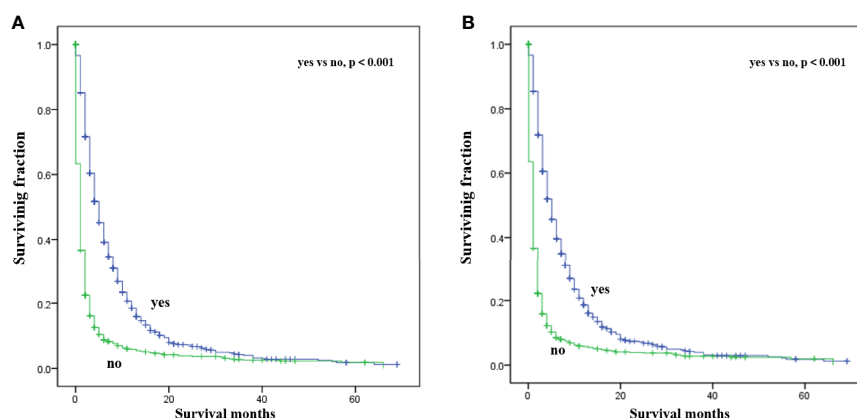 A
yes vs no, p < 0.001
1.0
0.8
0.6
0.4
0.2
0.0
Survivinig fraction
yes
no
0
20
40
60
Survival months
B
yes vs no, p < 0.001
1.0
0.8
0.6
0.4
0.2
0.0
Survivinig fraction
yes
no
0
20
40
60
Survival months